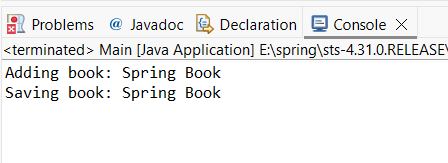 Problems @ Javadoc Declaration Console
<terminated> Main [Java Application] E:\spring\sts-4.31.0.RELEASE\
Adding book: Spring Book
Saving book: Spring Book